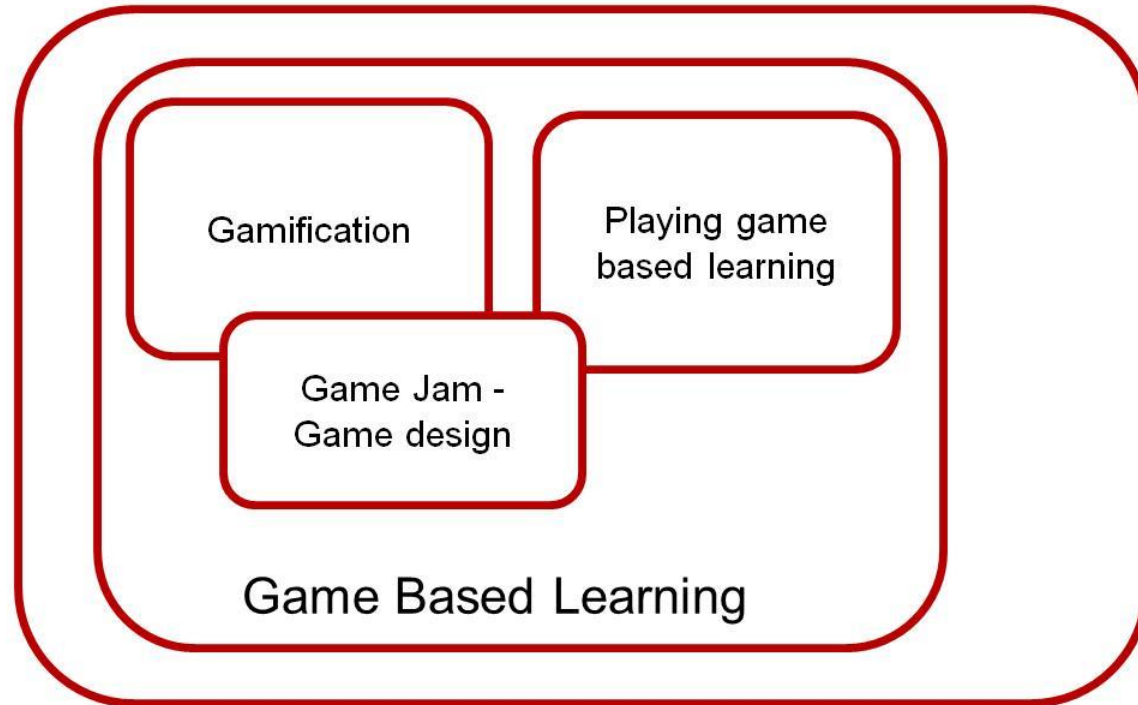 Gamification
Playing game
based learning
Game Jam -
Game design
Game Based Learning